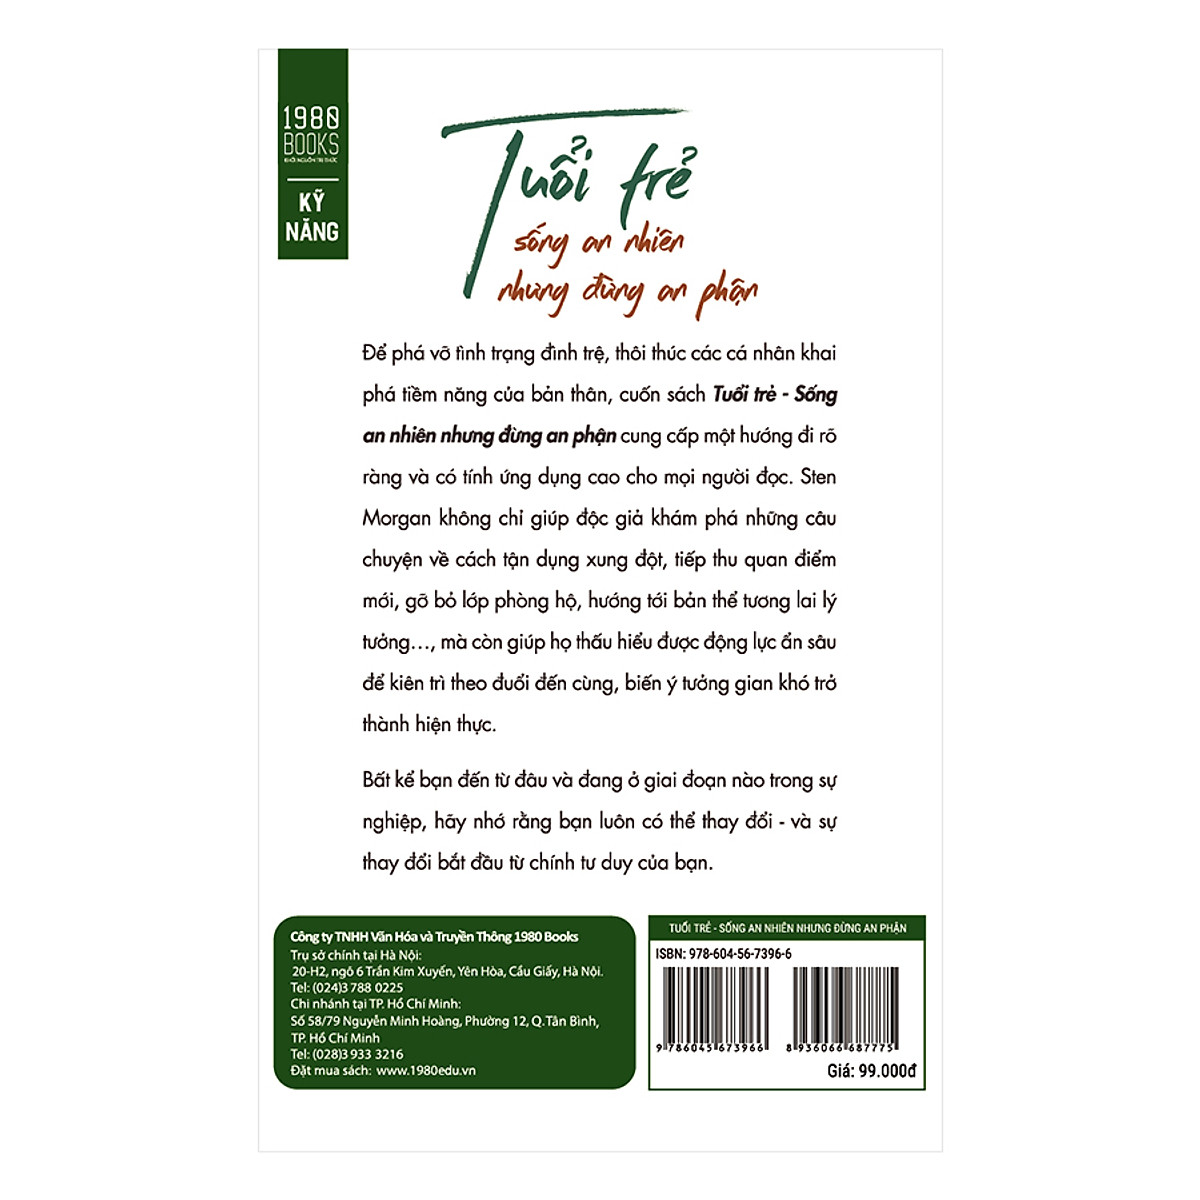 1980
BOOKS
KHƠI NGUỒN TRI THỨC
KỸ
NĂNG
Tuổi trẻ
sống an nhiên
nhưng đừng an phận
Để phá vỡ tình trạng đình trệ, thôi thúc các cá nhân khai
phá tiềm năng của bản thân, cuốn sách Tuổi trẻ - Sống
an nhiên nhưng đừng an phận cung cấp một hướng đi rõ
ràng và có tính ứng dụng cao cho mọi người đọc. Sten
Morgan không chỉ giúp độc giả khám phá những câu
chuyện về cách tận dụng xung đột, tiếp thu quan điểm
mới, gỡ bỏ lớp phòng hộ, hướng tới bản thể tương lai lý
tưởng..., mà còn giúp họ thấu hiểu được động lực ẩn sâu
để kiên trì theo đuổi đến cùng, biến ý tưởng gian khó trở
thành hiện thực.
Bất kể bạn đến từ đâu và đang ở giai đoạn nào trong sự
nghiệp, hãy nhớ rằng bạn luôn có thể thay đổi - và sự
thay đổi bắt đầu từ chính tư duy của bạn.
Công ty TNHH Văn Hóa và Truyền Thông 1980 Books
Trụ sở chính tại Hà Nội:
20-H2, ngõ 6 Trần Kim Xuyến, Yên Hòa, Cầu Giấy, Hà Nội.
Tel: (024)3 788 0225
Chi nhánh tại TP. Hồ Chí Minh:
Số 58/79 Nguyễn Minh Hoàng, Phường 12, Q.Tân Bình,
TP. Hồ Chí Minh
Tel: (028)3 933 3216
Đặt mua sách: www.1980edu.vn
TUỔI TRẺ - SỐNG AN NHIÊN NHƯNG ĐỪNG AN PHẬN
ISBN: 978-604-56-7396-6
9 786045 673966
8 936066 687775
Giá: 99.000đ